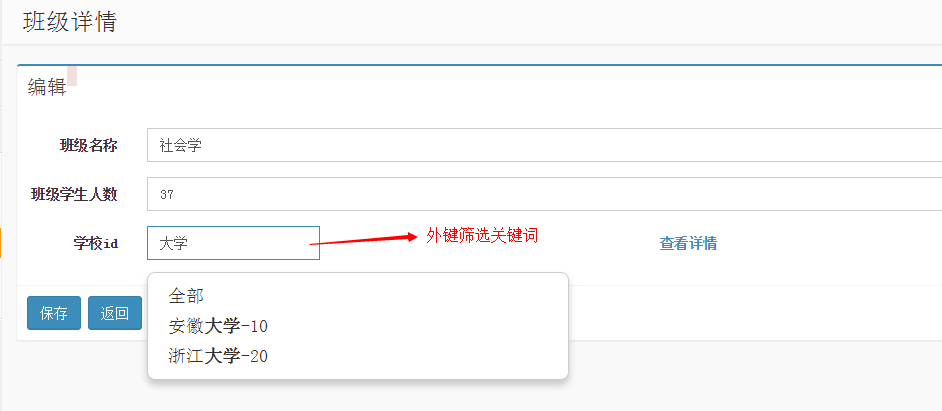 班级详情
编辑
班级名称 社会学
班级学生人数 37
学校id 大学 外键筛选关键词 查看详情
全部
安徽大学-10
浙江大学-20
保存 返回